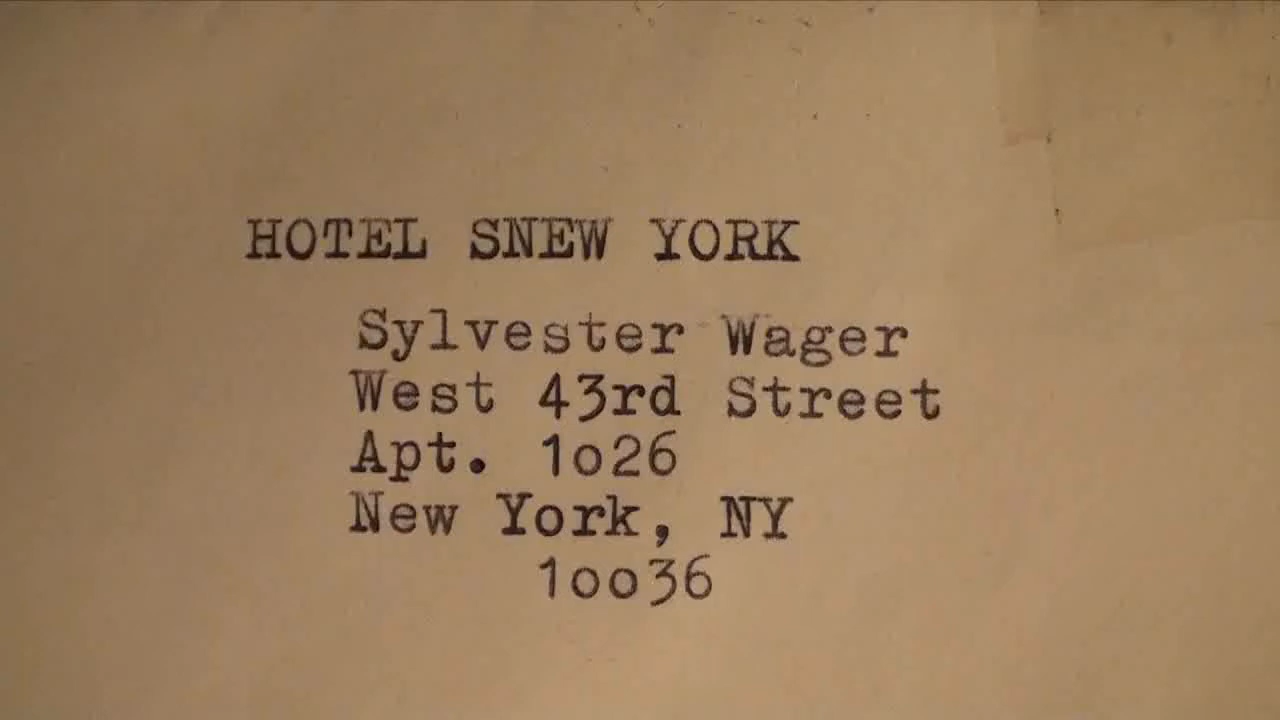 HOTEL SNEW YORK
Sylvester Wager
West 43rd Street
Apt. 1o26
New York, NY
1oo36